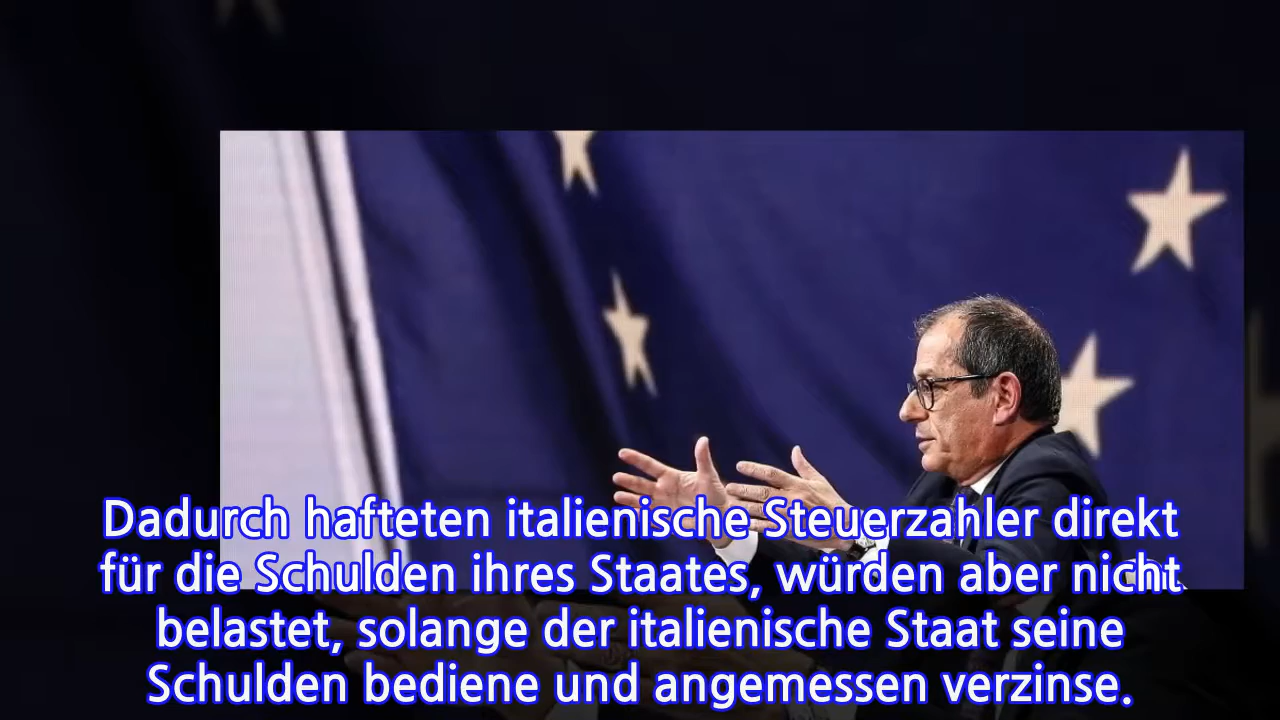 Dadurch hafteten italienische Steuerzahler direkt
für die Schulden ihres Staates, würden aber nicht
belastet, solange der italienische Staat seine
Schulden bediene und angemessen verzinse.